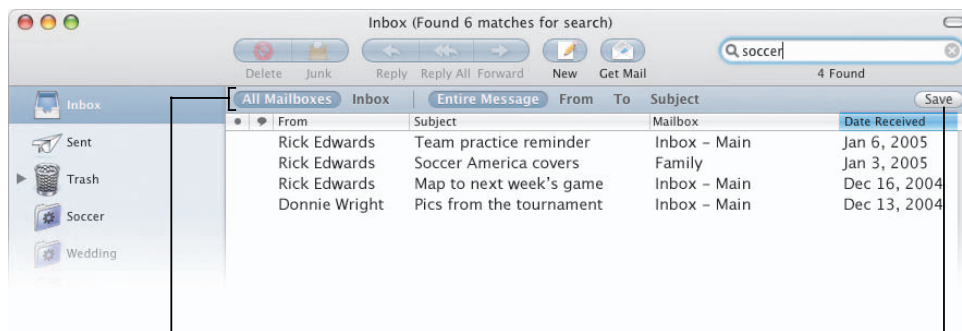 Inbox (Found 6 matches for search)
soccer
Delete Junk Reply Reply All Forward New Get Mail 4 Found
Inbox All Mailboxes Inbox Entire Message From To Subject Save
From Subject Mailbox Date Received
Sent Rick Edwards Team practice reminder Inbox – Main Jan 6, 2005
Rick Edwards Soccer America covers Family Jan 3, 2005
Trash Rick Edwards Map to next week's game Inbox – Main Dec 16, 2004
Donnie Wright Pics from the tournament Inbox – Main Dec 13, 2004
Soccer
Wedding